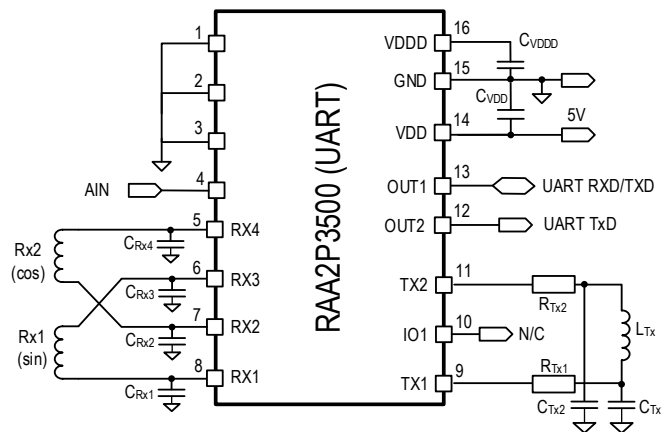 1
2
3
AIN
4
5
RX4
CRx4
Rx2
(cos)
6
RX3
CRx3
7
RX2
CRx2
Rx1
(sin)
8
RX1
CRx1
RAA2P3500 (UART)
VDDD
16
CVDDD
GND
15
CVDD
VDD
14
5V
OUT1
13
UART RXD/TXD
OUT2
12
UART TxD
TX2
11
RTx2
LTx
IO1
10
N/C
TX1
9
RTx1
CTx2
CTx